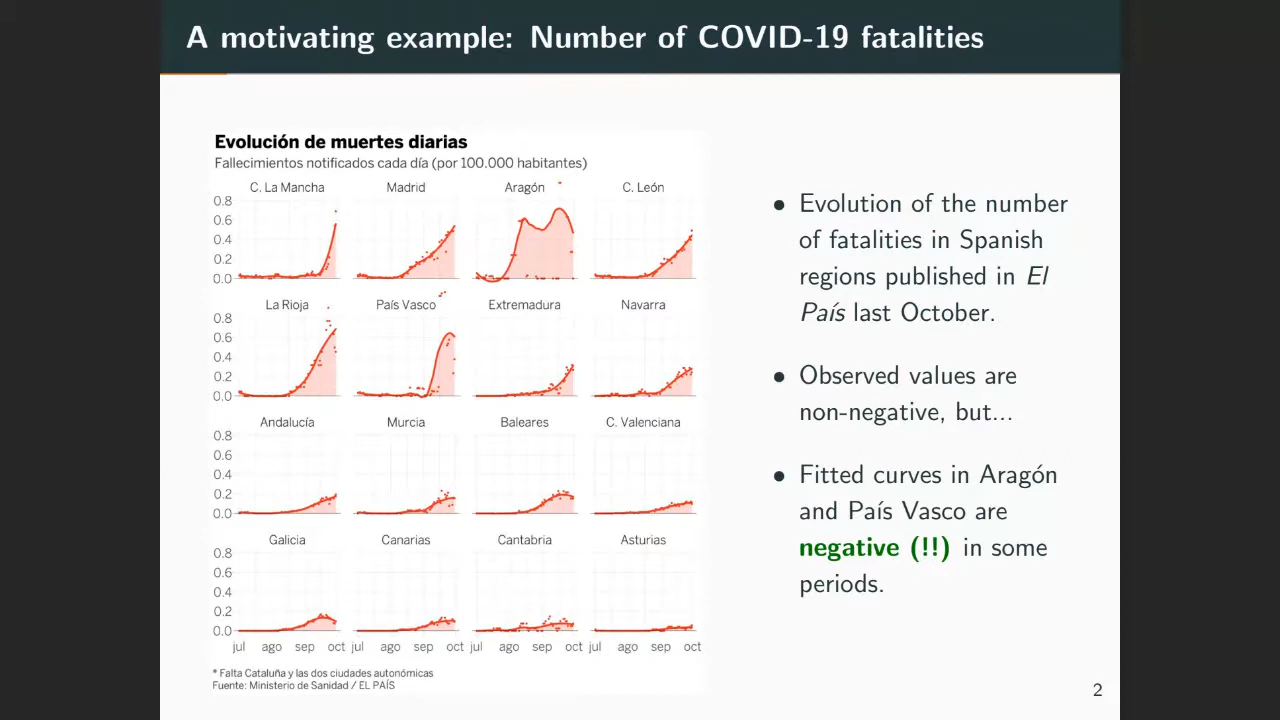 A motivating example: Number of COVID-19 fatalities
Evolución de muertes diarias
Fallecimientos notificados cada día (por 100.000 habitantes)
C. La Mancha Madrid Aragón C. León
0.8
0.6
0.4
0.2
0.0
La Rioja País Vasco Extremadura Navarra
0.8
0.6
0.4
0.2
0.0
Andalucía Murcia Baleares C. Valenciana
0.8
0.6
0.4
0.2
0.0
Galicia Canarias Cantabria Asturias
0.8
0.6
0.4
0.2
0.0
jul ago sep oct jul ago sep oct jul ago sep oct jul ago sep oct
* Falta Cataluña y las dos ciudades autonómicas
Fuente: Ministerio de Sanidad / EL PAÍS
• Evolution of the number
of fatalities in Spanish
regions published in El
País last October.
• Observed values are
non-negative, but...
• Fitted curves in Aragón
and País Vasco are
negative (!!) in some
periods.
2